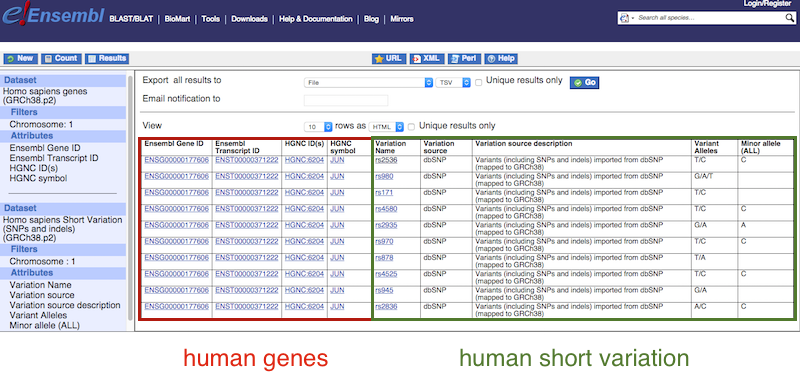 Login/Register
e!Ensembl BLAST/BLAT BioMart Tools Downloads Help & Documentation Blog Mirrors
Search all species...
New Count Results URL XML Perl Help
Dataset
Homo sapiens genes
(GRCh38.p2)
Filters
Chromosome: 1
Attributes
Ensembl Gene ID
Ensembl Transcript ID
HGNC ID(s)
HGNC symbol
Dataset
Homo sapiens Short Variation
(SNPs and indels)
(GRCh38.p2)
Filters
Chromosome : 1
Attributes
Variation Name
Variation source
Variation source description
Variant Alleles
Minor allele (ALL)
Export all results to File TSV Unique results only Go
Email notification to
View 10 rows as HTML Unique results only
Ensembl Gene ID Ensembl Transcript ID HGNC ID(s) HGNC symbol Variation Name Variation source Variation source description Variant Alleles Minor allele (ALL)
ENSG00000177606 ENST00000371222 HGNC:6204 JUN rs2536 dbSNP Variants (including SNPs and indels) imported from dbSNP (mapped to GRCh38) T/C C
ENSG00000177606 ENST00000371222 HGNC:6204 JUN rs980 dbSNP Variants (including SNPs and indels) imported from dbSNP (mapped to GRCh38) G/A/T
ENSG00000177606 ENST00000371222 HGNC:6204 JUN rs171 dbSNP Variants (including SNPs and indels) imported from dbSNP (mapped to GRCh38) T/C
ENSG00000177606 ENST00000371222 HGNC:6204 JUN rs4580 dbSNP Variants (including SNPs and indels) imported from dbSNP (mapped to GRCh38) T/C C
ENSG00000177606 ENST00000371222 HGNC:6204 JUN rs2935 dbSNP Variants (including SNPs and indels) imported from dbSNP (mapped to GRCh38) G/A A
ENSG00000177606 ENST00000371222 HGNC:6204 JUN rs970 dbSNP Variants (including SNPs and indels) imported from dbSNP (mapped to GRCh38) T/C C
ENSG00000177606 ENST00000371222 HGNC:6204 JUN rs878 dbSNP Variants (including SNPs and indels) imported from dbSNP (mapped to GRCh38) T/A
ENSG00000177606 ENST00000371222 HGNC:6204 JUN rs4525 dbSNP Variants (including SNPs and indels) imported from dbSNP (mapped to GRCh38) T/C C
ENSG00000177606 ENST00000371222 HGNC:6204 JUN rs945 dbSNP Variants (including SNPs and indels) imported from dbSNP (mapped to GRCh38) G/A
ENSG00000177606 ENST00000371222 HGNC:6204 JUN rs2836 dbSNP Variants (including SNPs and indels) imported from dbSNP (mapped to GRCh38) A/C C
human genes human short variation